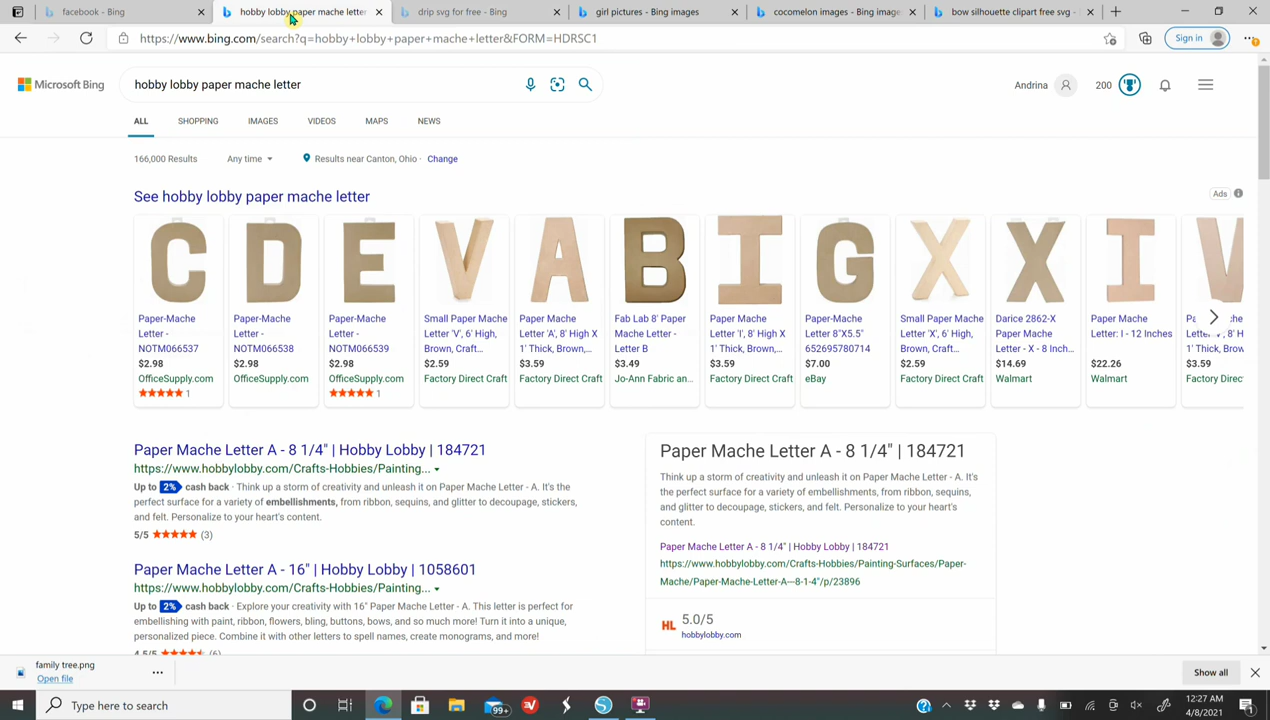 facebook - Bing
hobby lobby paper mache letter
drip svg for free - Bing
girl pictures - Bing images
cocomelon images - Bing image
bow silhouette clipart free svg -
https://www.bing.com/search?q=hobby+lobby+paper+mache+letter&FORM=HDRSC1
Sign in
Microsoft Bing
hobby lobby paper mache letter
Andrina
200
ALL
SHOPPING
IMAGES
VIDEOS
MAPS
NEWS
166,000 Results
Any time
Results near Canton, Ohio · Change
See hobby lobby paper mache letter
Ads
Paper-Mache
Letter -
NOTM066537
$2.98
OfficeSupply.com
1
Paper-Mache
Letter -
NOTM066538
$2.98
OfficeSupply.com
Paper-Mache
Letter -
NOTM066539
$2.98
OfficeSupply.com
1
Small Paper Mache
Letter 'V', 6' High,
Brown, Craft...
$2.59
Factory Direct Craft
Paper Mache
Letter 'A', 8' High X
1' Thick, Brown,...
$3.59
Factory Direct Craft
Fab Lab 8' Paper
Mache Letter -
Letter B
$3.49
Jo-Ann Fabric an...
Paper Mache
Letter 'I', 8' High X
1' Thick, Brown,...
$3.59
Factory Direct Craft
Paper-Mache
Letter 8"X5.5"
652695780714
$7.00
eBay
Small Paper Mache
Letter 'X', 6' High,
Brown, Craft...
$2.59
Factory Direct Craft
Darice 2862-X
Paper Mache
Letter - X - 8 Inch...
$14.69
Walmart
Paper Mache
Letter: I - 12 Inches
$22.26
Walmart
1' Thick, Brow
$3.59
Factory Direc
Paper Mache Letter A - 8 1/4" | Hobby Lobby | 184721
https://www.hobbylobby.com/Crafts-Hobbies/Painting...
Up to 2% cash back · Think up a storm of creativity and unleash it on Paper Mache Letter - A. It's the
perfect surface for a variety of embellishments, from ribbon, sequins, and glitter to decoupage, stickers,
and felt. Personalize to your heart's content.
5/5 (3)
Paper Mache Letter A - 16" | Hobby Lobby | 1058601
https://www.hobbylobby.com/Crafts-Hobbies/Painting...
Up to 2% cash back · Explore your creativity with 16" Paper Mache Letter - A. This letter is perfect for
embellishing with paint, ribbon, flowers, bling, buttons, bows, and so much more! Turn it into a unique,
personalized piece. Combine it with other letters to spell names, create monograms, and more!
4.5/5 (6)
Paper Mache Letter A - 8 1/4" | 184721
Think up a storm of creativity and unleash it on Paper Mache Letter - A. It's
the perfect surface for a variety of embellishments, from ribbon, sequins,
and glitter to decoupage, stickers, and felt. Personalize to your heart's
content.
Paper Mache Letter A - 8 1/4" | Hobby Lobby | 184721
https://www.hobbylobby.com/Crafts-Hobbies/Painting-Surfaces/Paper-
Mache/Paper-Mache-Letter-A---8-1-4"/p/23896
HL
5.0/5
hobbylobby.com
family tree.png
Open file
Show all
Type here to search
99+
12:27 AM
4/8/2021
1